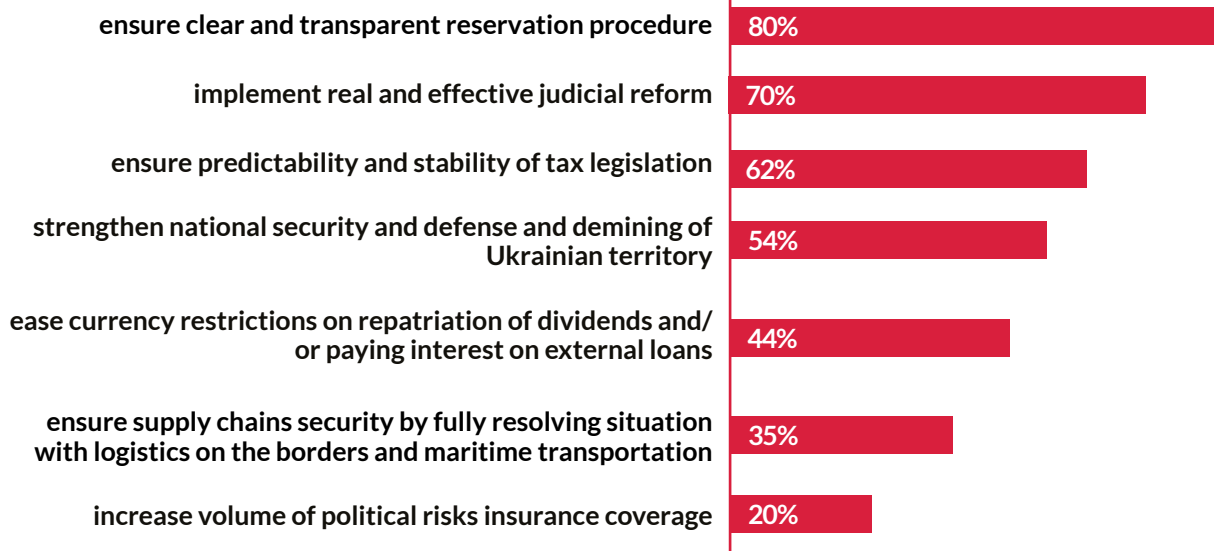 ensure clear and transparent reservation procedure
80%
implement real and effective judicial reform
70%
ensure predictability and stability of tax legislation
62%
strengthen national security and defense and demining of
Ukrainian territory
54%
ease currency restrictions on repatriation of dividends and/
or paying interest on external loans
44%
ensure supply chains security by fully resolving situation
with logistics on the borders and maritime transportation
35%
increase volume of political risks insurance coverage
20%